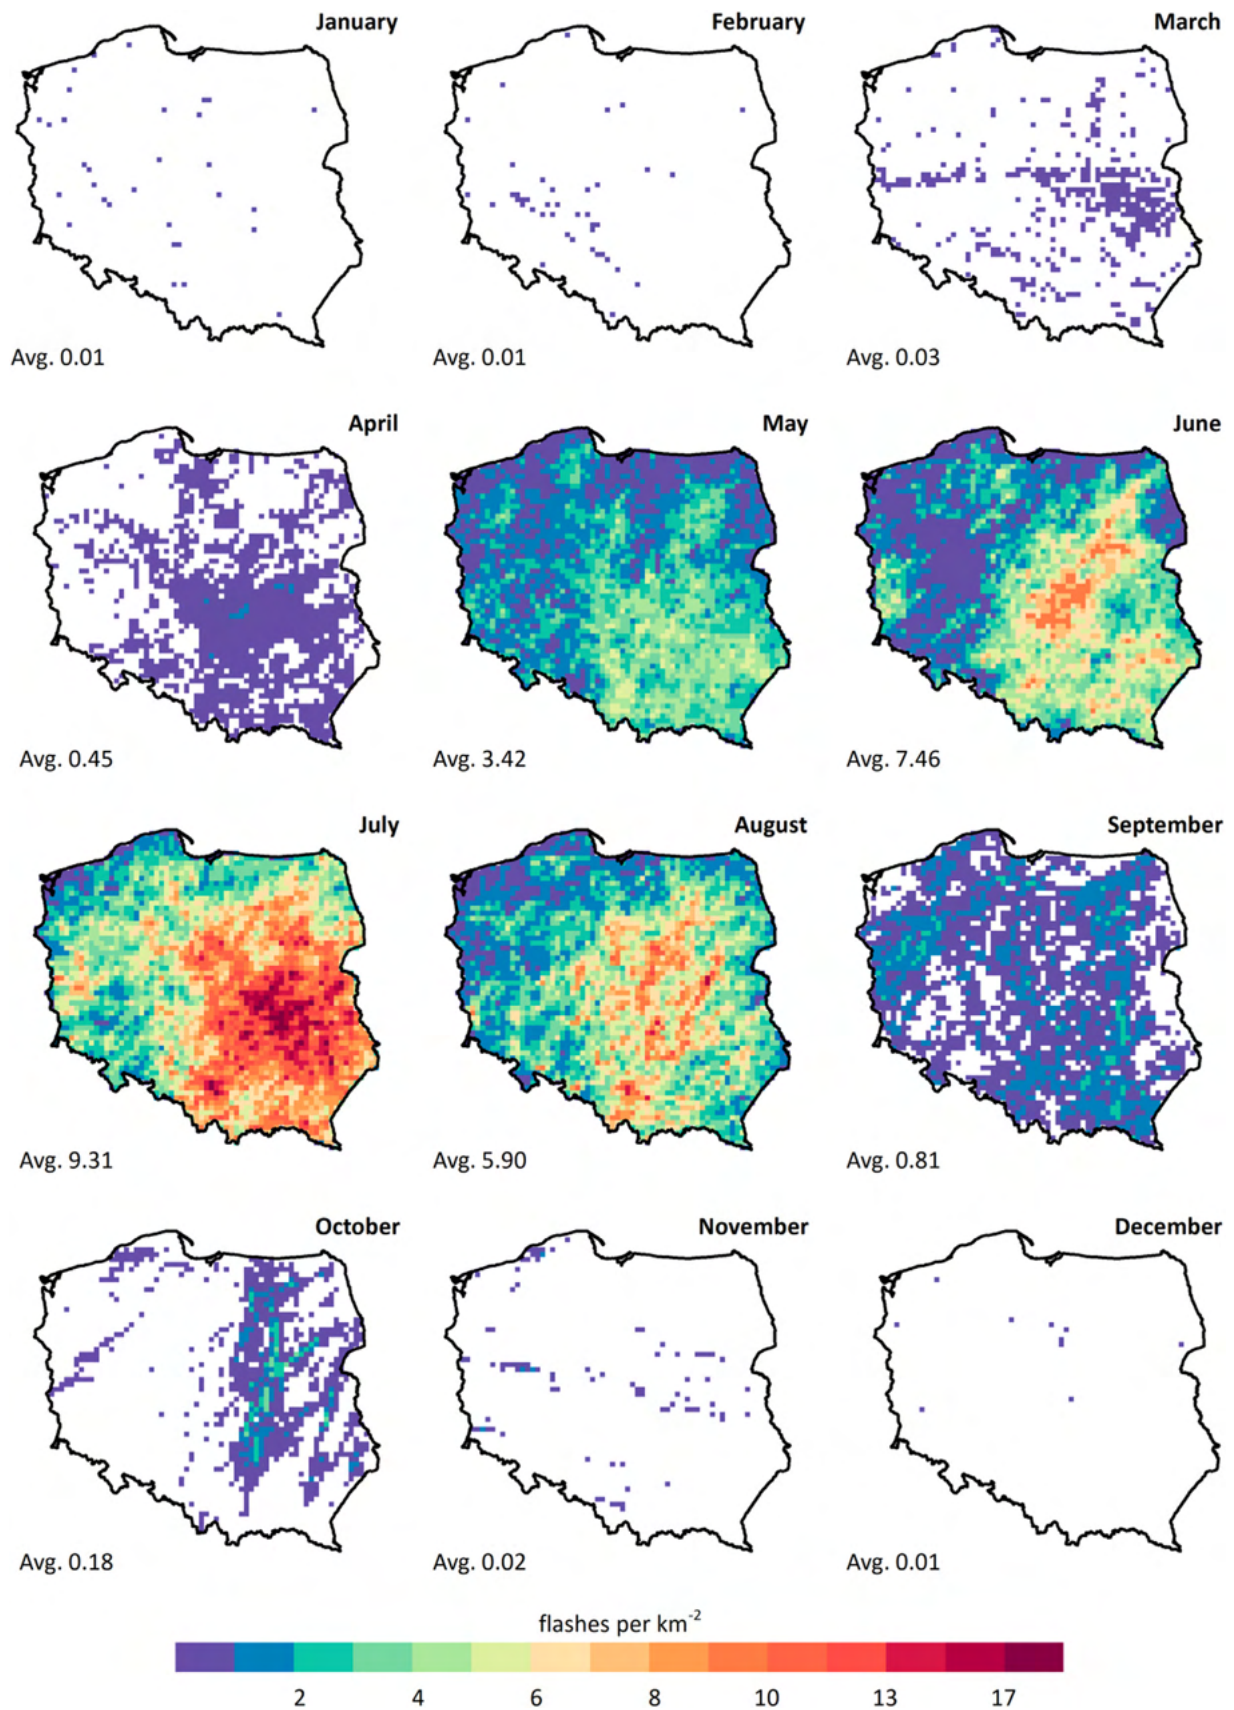 January
February
March
Avg. 0.01
Avg. 0.01
Avg. 0.03
April
May
June
Avg. 0.45
Avg. 3.42
Avg. 7.46
July
August
September
Avg. 9.31
Avg. 5.90
Avg. 0.81
October
November
December
Avg. 0.18
Avg. 0.02
Avg. 0.01
flashes per km⁻²
2 4 6 8 10 13 17